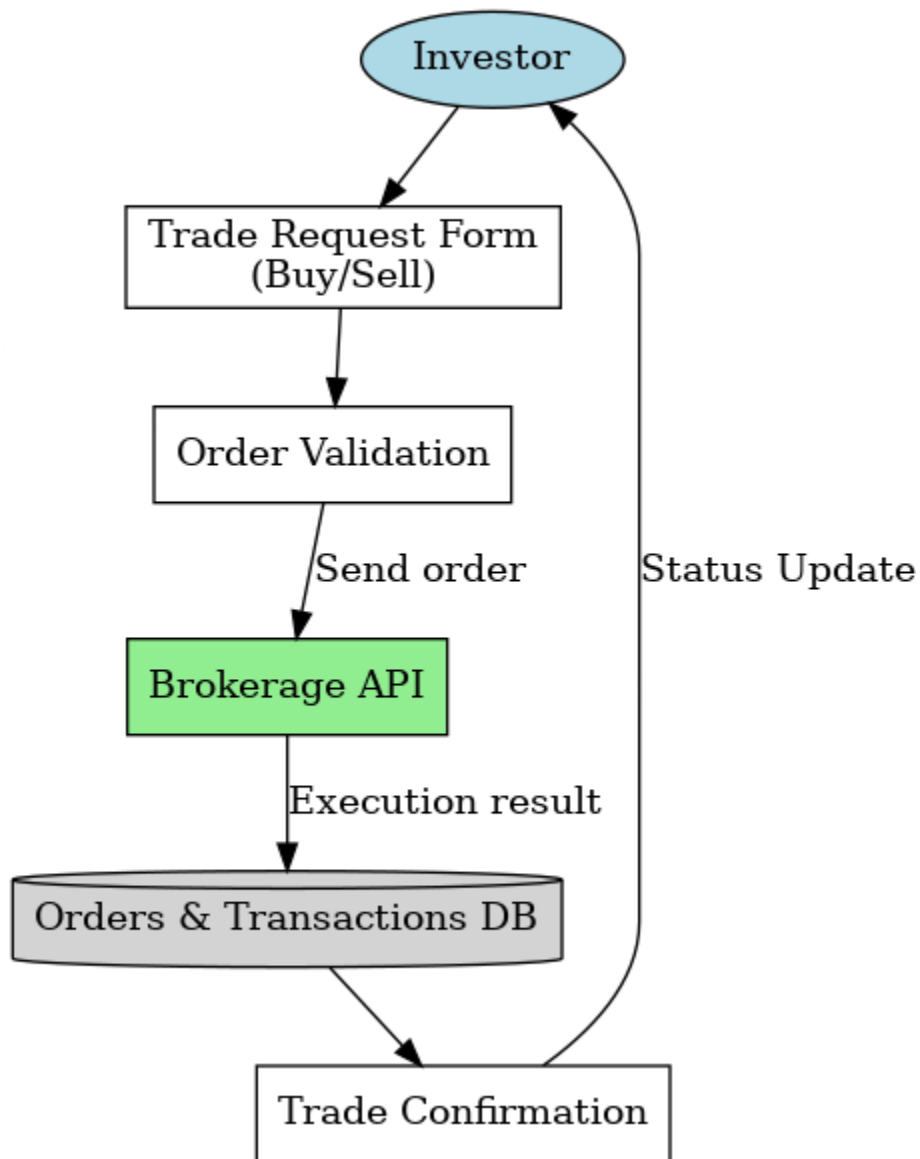 Investor
Trade Request Form
(Buy/Sell)
Order Validation
Send order
Status Update
Brokerage API
Execution result
Orders & Transactions DB
Trade Confirmation